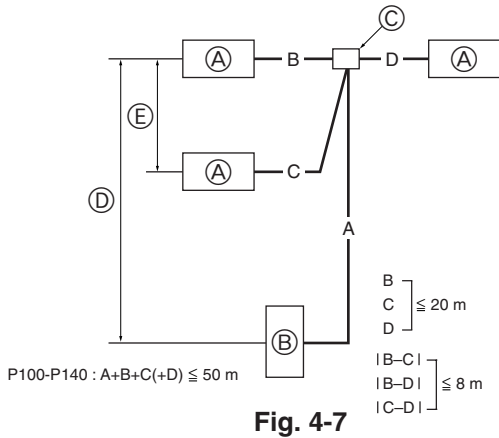 Ⓒ
Ⓐ B D Ⓐ
Ⓔ
Ⓐ C
Ⓓ
A
Ⓑ
B
C ≦ 20 m
D
P100-P140 : A+B+C(+D) ≦ 50 m
|B–C|
|B–D| ≦ 8 m
|C–D|
Fig. 4-7